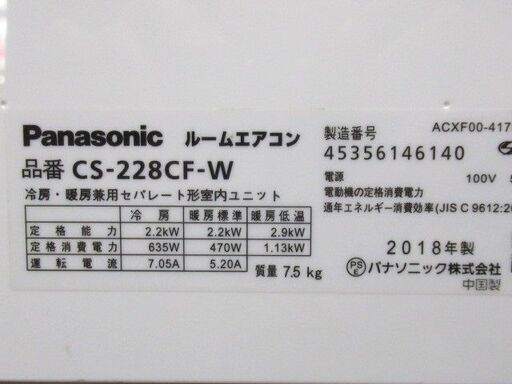 ACXF00-417
Panasonic ルームエアコン
製造番号
45356146140
品番 CS-228CF-W
冷房・暖房兼用セパレート形室内ユニット
電源 100V
電動機の定格消費電力
通年エネルギー消費効率(JIS C 9612:20
冷房 暖房標準 暖房低温
定格能力 2.2kW 2.2kW 2.9kW
定格消費電力 635W 470W 1.13kW
運転電流 7.05A 5.20A
質量 7.5 kg
2018年製
PSE パナソニック株式会社
中国製